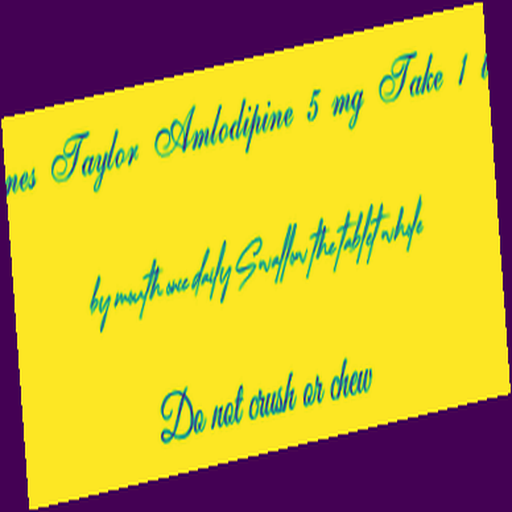 Taylor Amlodipine 5 mg Take 1
by mouth once daily Swallow the tablet whole
Do not crush or chew